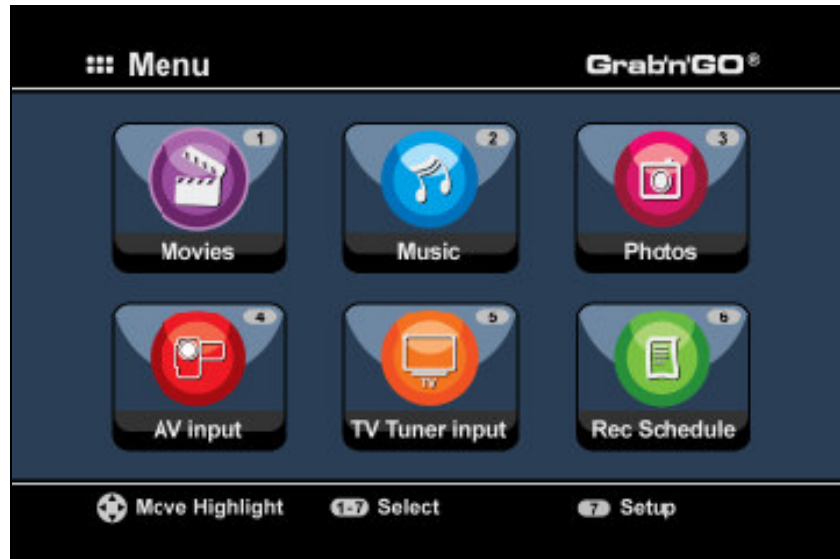 Menu Grab'n'GO®
1 2 3
Movies Music Photos
4 5 6
TV
AV input TV Tuner input Rec Schedule
Move Highlight 1-7 Select 7 Setup